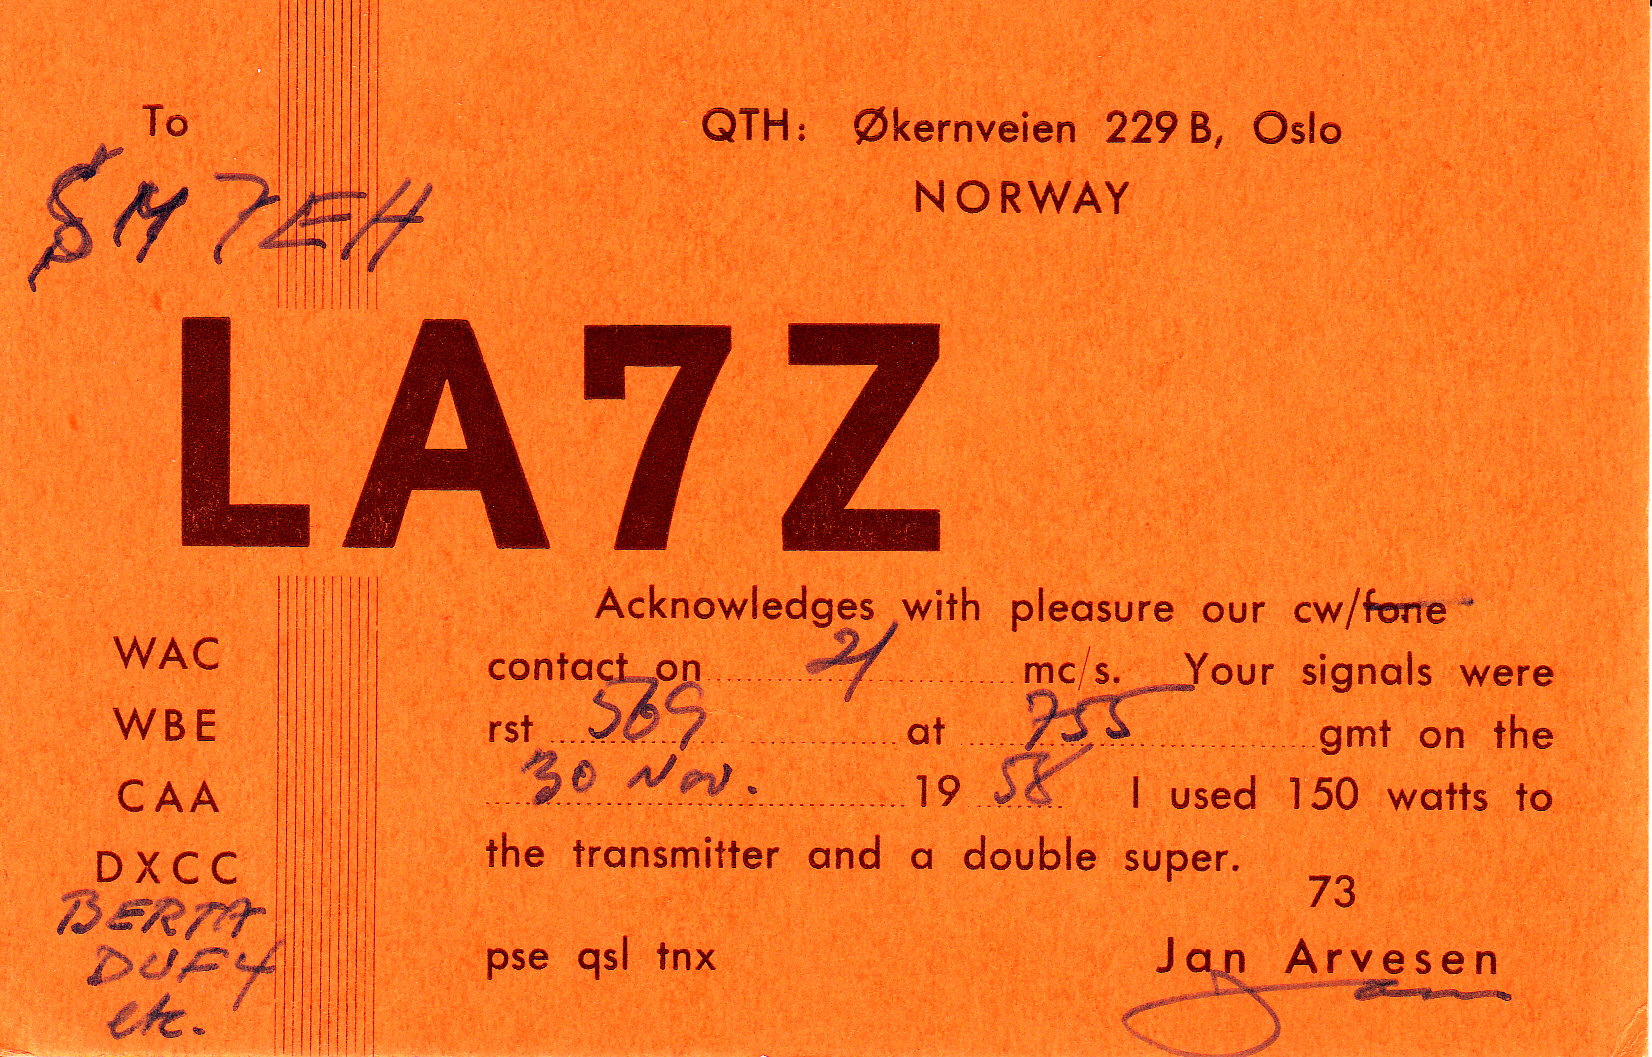 To
SM7EH
QTH: Økernveien 229 B, Oslo
NORWAY
LA7Z
Acknowledges with pleasure our cw/fone
contact on 21 mc/s. Your signals were
rst 569 at 755 gmt on the
30 Nov. 19 58 I used 150 watts to
the transmitter and a double super.
73
pse qsl tnx
Jan Arvesen
WAC
WBE
CAA
DXCC
BERTA
DUF4
etc.